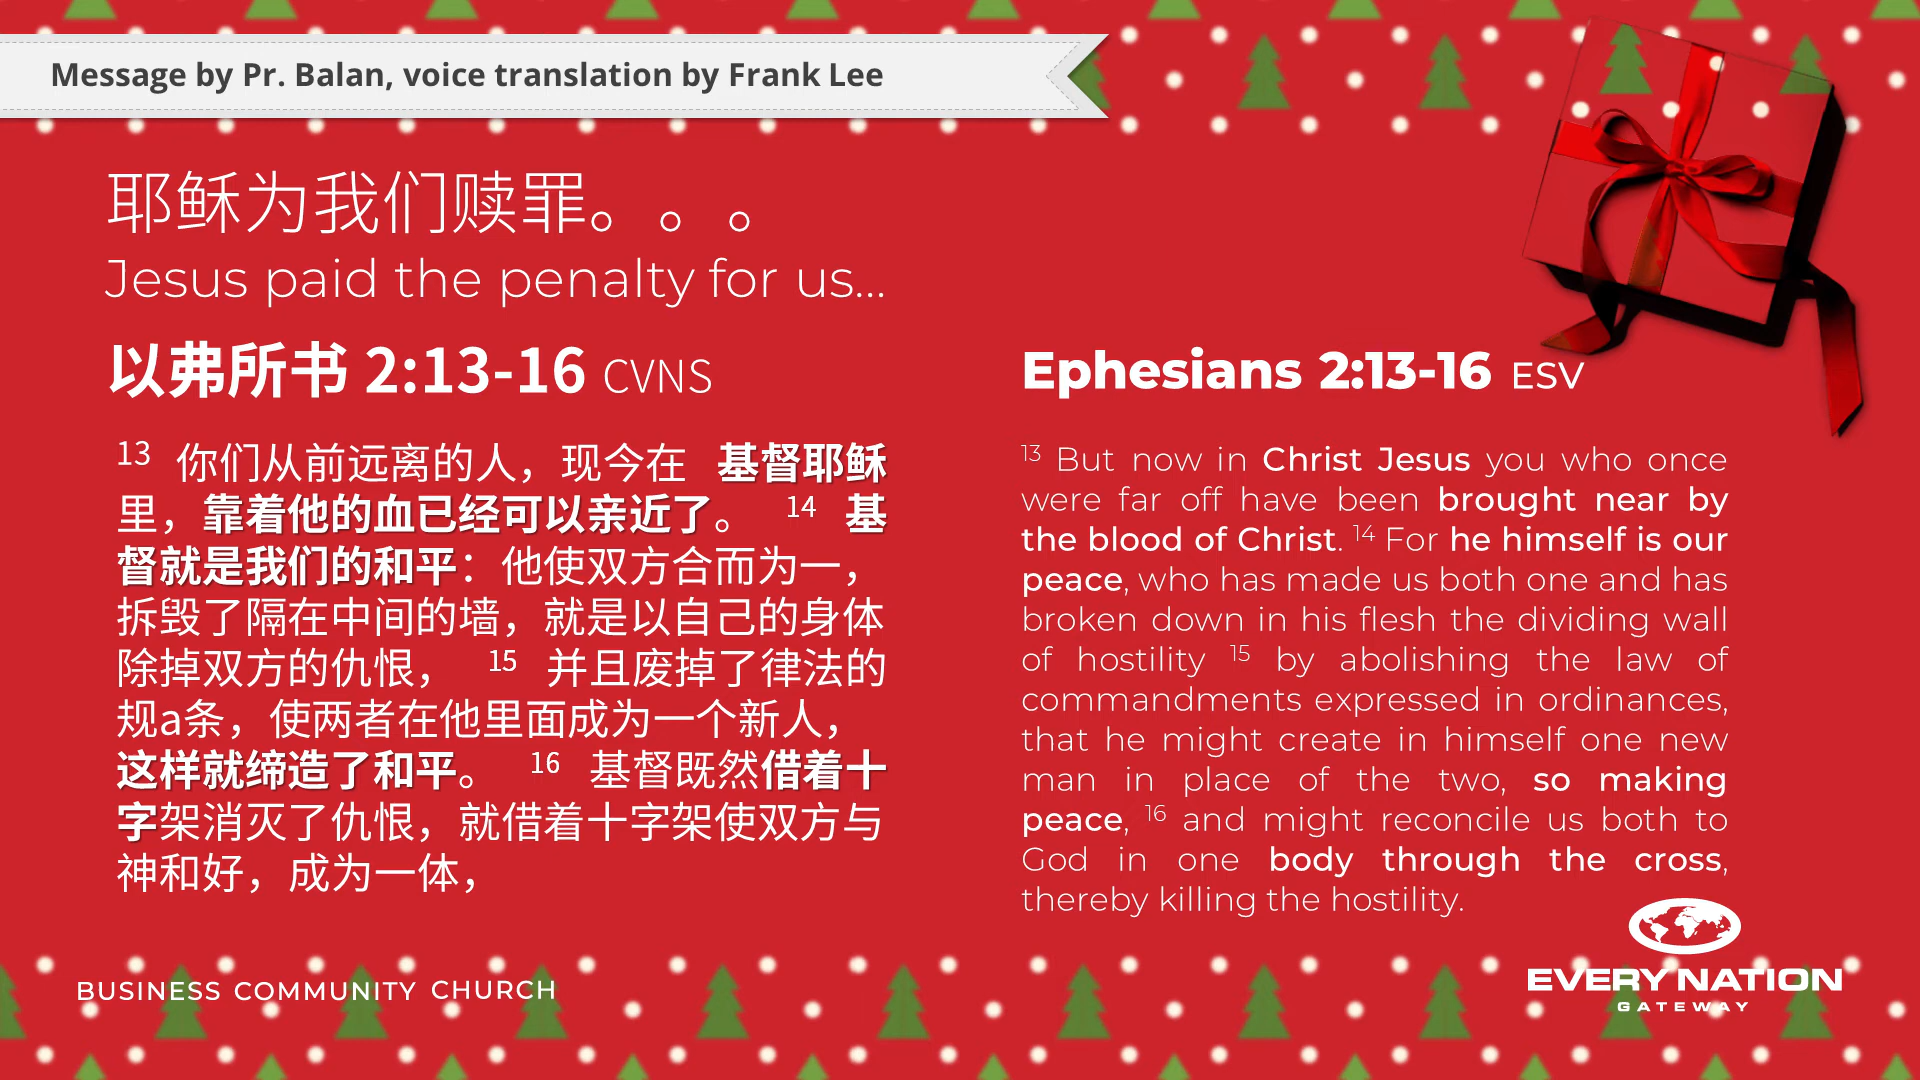 Message by Pr. Balan, voice translation by Frank Lee
耶稣为我们赎罪。。。
Jesus paid the penalty for us...
以弗所书 2:13-16 CVNS
13 你们从前远离的人，现今在 基督耶稣
里，靠着他的血已经可以亲近了。 14 基
督就是我们的和平：他使双方合而为一，
拆毁了隔在中间的墙，就是以自己的身体
除掉双方的仇恨， 15 并且废掉了律法的
规a条，使两者在他里面成为一个新人，
这样就缔造了和平。 16 基督既然借着十
字架消灭了仇恨，就借着十字架使双方与
神和好，成为一体，
Ephesians 2:13-16 ESV
13 But now in Christ Jesus you who once
were far off have been brought near by
the blood of Christ. 14 For he himself is our
peace, who has made us both one and has
broken down in his flesh the dividing wall
of hostility 15 by abolishing the law of
commandments expressed in ordinances,
that he might create in himself one new
man in place of the two, so making
peace, 16 and might reconcile us both to
God in one body through the cross,
thereby killing the hostility.
BUSINESS COMMUNITY CHURCH
EVERY NATION
GATEWAY